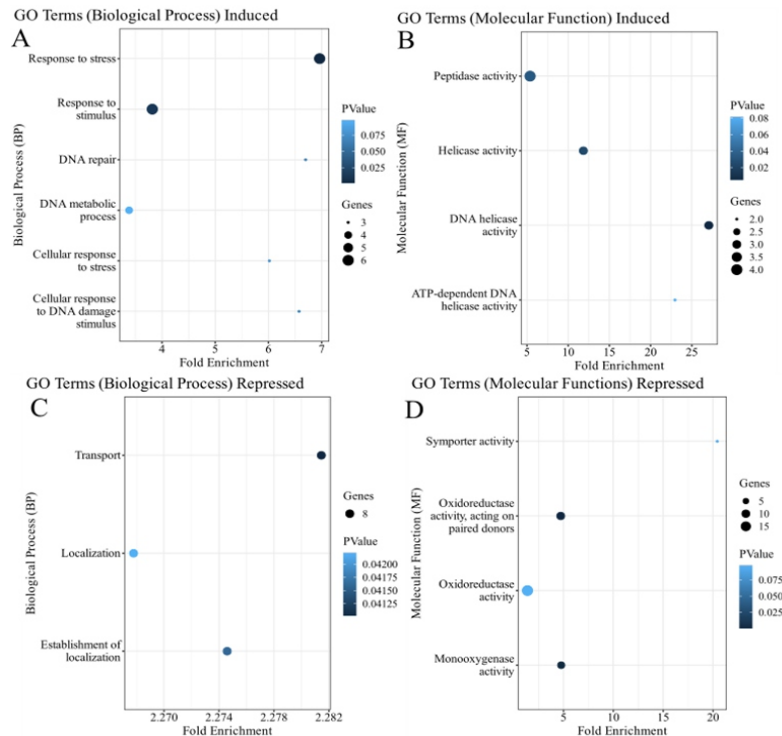 GO Terms (Biological Process) Induced
A
Biological Process (BP)
Response to stress
Response to
stimulus
DNA repair
DNA metabolic
process
Cellular response
to stress
Cellular response
to DNA damage
stimulus
4 5 6 7
Fold Enrichment
PValue
0.075
0.050
0.025
Genes
3
4
5
6
GO Terms (Molecular Function) Induced
B
Molecular Function (MF)
Peptidase activity
Helicase activity
DNA helicase
activity
ATP-dependent DNA
helicase activity
5 10 15 20 25
Fold Enrichment
PValue
0.08
0.06
0.04
0.02
Genes
2.0
2.5
3.0
3.5
4.0
GO Terms (Biological Process) Repressed
C
Biological Process (BP)
Transport
Localization
Establishment of
localization
2.270 2.274 2.278 2.282
Fold Enrichment
Genes
8
PValue
0.04200
0.04175
0.04150
0.04125
GO Terms (Molecular Functions) Repressed
D
Molecular Function (MF)
Symporter activity
Oxidoreductase
activity, acting on
paired donors
Oxidoreductase
activity
Monooxygenase
activity
5 10 15 20
Fold Enrichment
Genes
5
10
15
PValue
0.075
0.050
0.025